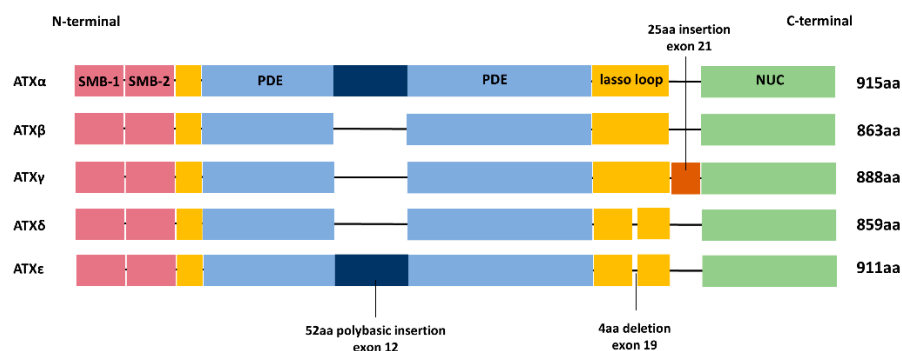 N-terminal
C-terminal
25aa insertion
exon 21
ATXα SMB-1 SMB-2 PDE PDE lasso loop NUC 915aa
ATXβ 863aa
ATXγ 888aa
ATXδ 859aa
ATXε 911aa
52aa polybasic insertion
exon 12
4aa deletion
exon 19